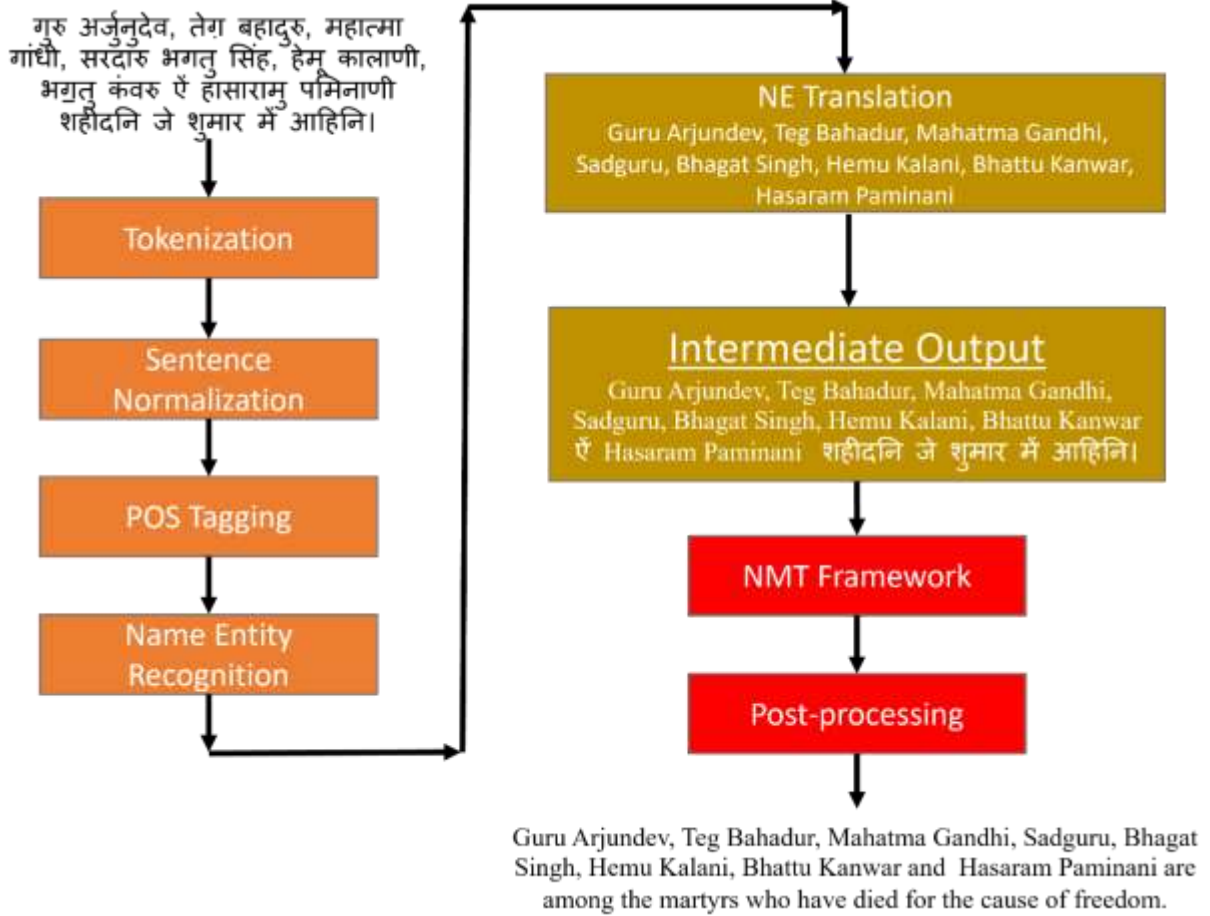 गुरु अर्जुनुदेव, तेग़ बहादुरु, महात्मा
गांधी, सरदारु भगतु सिंह, हेमू कालाणी,
भॻतु कंवरु ऐं हासारामु पमिनाणी
शहीदनि जे शुमार में आहिनि।
Tokenization
Sentence
Normalization
POS Tagging
Name Entity
Recognition
NE Translation
Guru Arjundev, Teg Bahadur, Mahatma Gandhi,
Sadguru, Bhagat Singh, Hemu Kalani, Bhattu Kanwar,
Hasaram Paminani
Intermediate Output
Guru Arjundev, Teg Bahadur, Mahatma Gandhi,
Sadguru, Bhagat Singh, Hemu Kalani, Bhattu Kanwar
ऐं Hasaram Paminani शहीदनि जे शुमार में आहिनि।
NMT Framework
Post-processing
Guru Arjundev, Teg Bahadur, Mahatma Gandhi, Sadguru, Bhagat
Singh, Hemu Kalani, Bhattu Kanwar and Hasaram Paminani are
among the martyrs who have died for the cause of freedom.